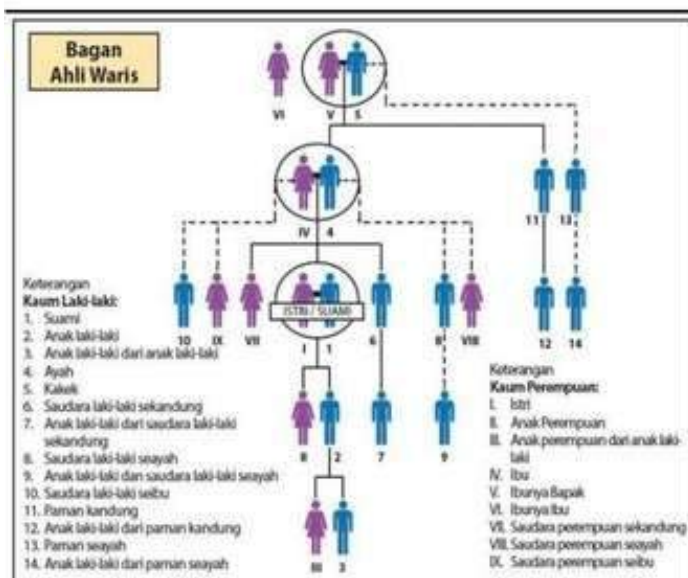 Bagan
Ahli Waris
VI
V
5
IV
4
11
13
10
IX
VII
ISTRI / SUAMI
I
1
6
8
VIII
12
14
II
2
7
9
III
3
Keterangan
Kaum Laki-laki:
1. Suami
2. Anak laki-laki
3. Anak laki-laki dari anak laki-laki
4. Ayah
5. Kakek
6. Saudara laki-laki sekandung
7. Anak laki-laki dari saudara laki-laki
sekandung
8. Saudara laki-laki seayah
9. Anak laki-laki dan saudara laki-laki seayah
10. Saudara laki-laki seibu
11. Paman kandung
12. Anak laki-laki dari paman kandung
13. Paman seayah
14. Anak laki-laki dari paman seayah
Keterangan
Kaum Perempuan:
I. Istri
II. Anak Perempuan
III. Anak perempuan dari anak laki-
laki
IV. Ibu
V. Ibunya Bapak
VI. Ibunya Ibu
VII. Saudara perempuan sekandung
VIII. Saudara perempuan seayah
IX. Saudara perempuan seibu